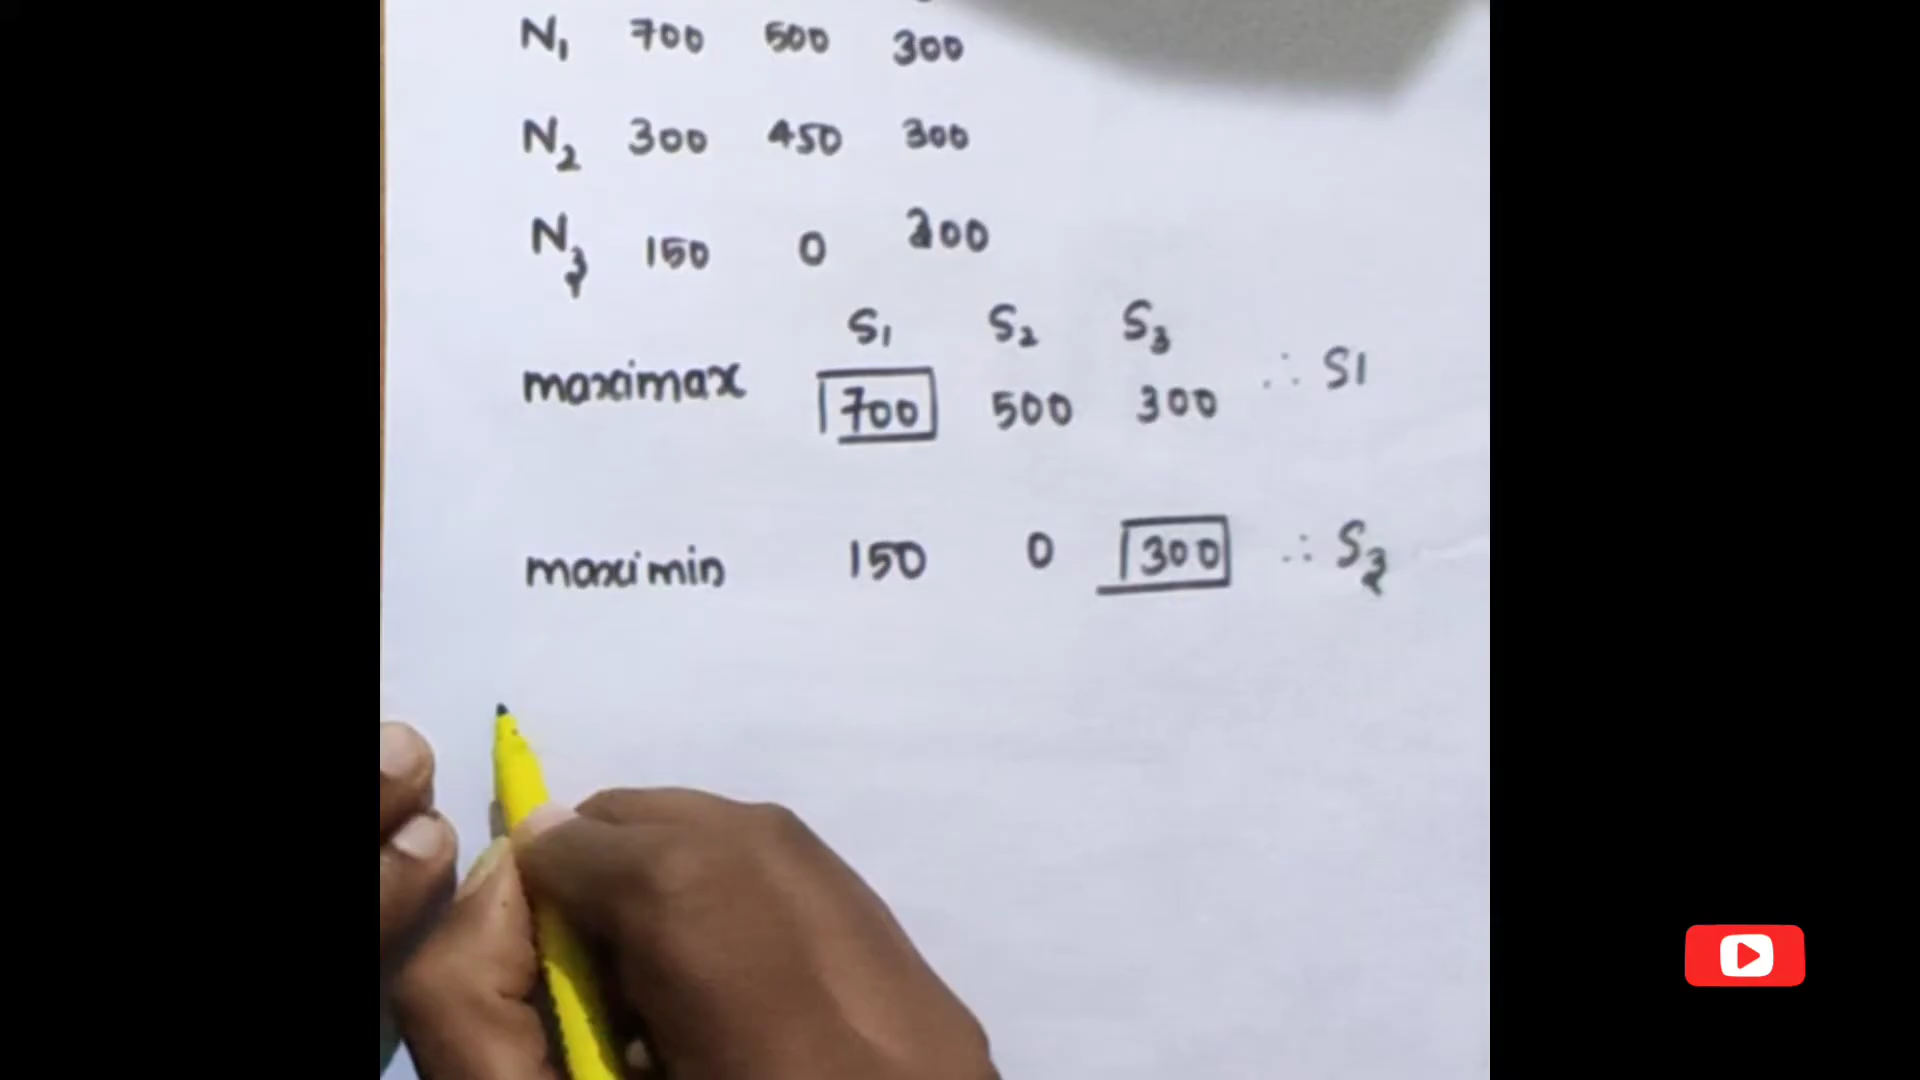 N1 700 500 300
N2 300 450 300
N3 150 0 300
S1 S2 S3
maximax 700 500 300 ∴ S1
maximin 150 0 300 ∴ S3